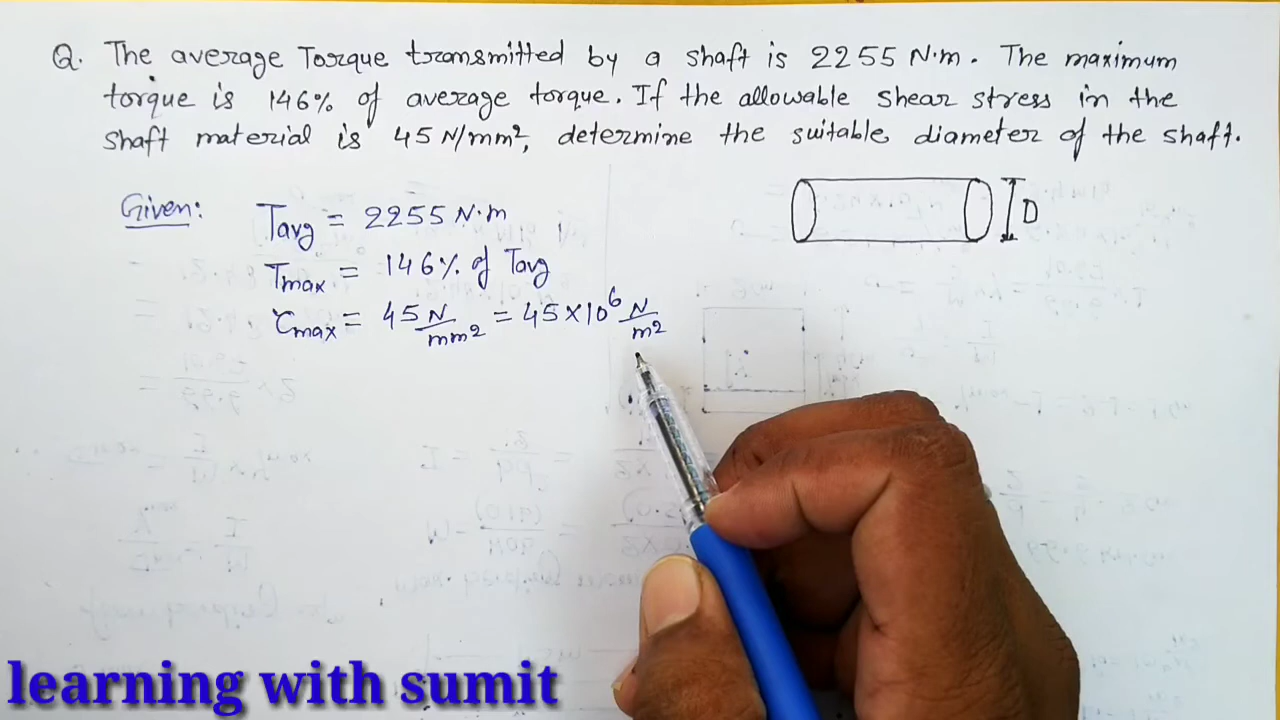 Q. The average Torque transmitted by a shaft is 2255 N·m. The maximum
torque is 146% of average torque. If the allowable shear stress in the
shaft material is 45 N/mm², determine the suitable diameter of the shaft.
Given: Tavg = 2255 N·m
Tmax = 146% of Tavg
τmax = 45 N/mm² = 45×10⁶ N/m²
D
learning with sumit